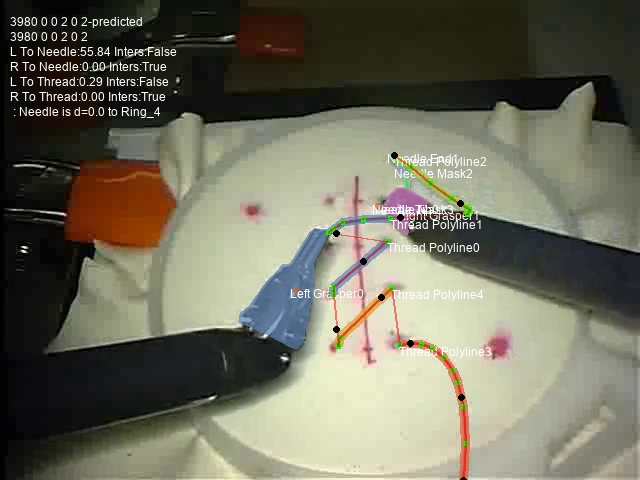 3980 0 0 2 0 2-predicted
3980 0 0 2 0 2
L To Needle:55.84 Inters:False
R To Needle:0.00 Inters:True
L To Thread:0.29 Inters:False
R To Thread:0.00 Inters:True
: Needle is d=0.0 to Ring_4
Thread Polyline2
Needle Mask2
Thread Polyline1
Thread Polyline0
Left Grasper0
Thread Polyline4
Thread Polyline3